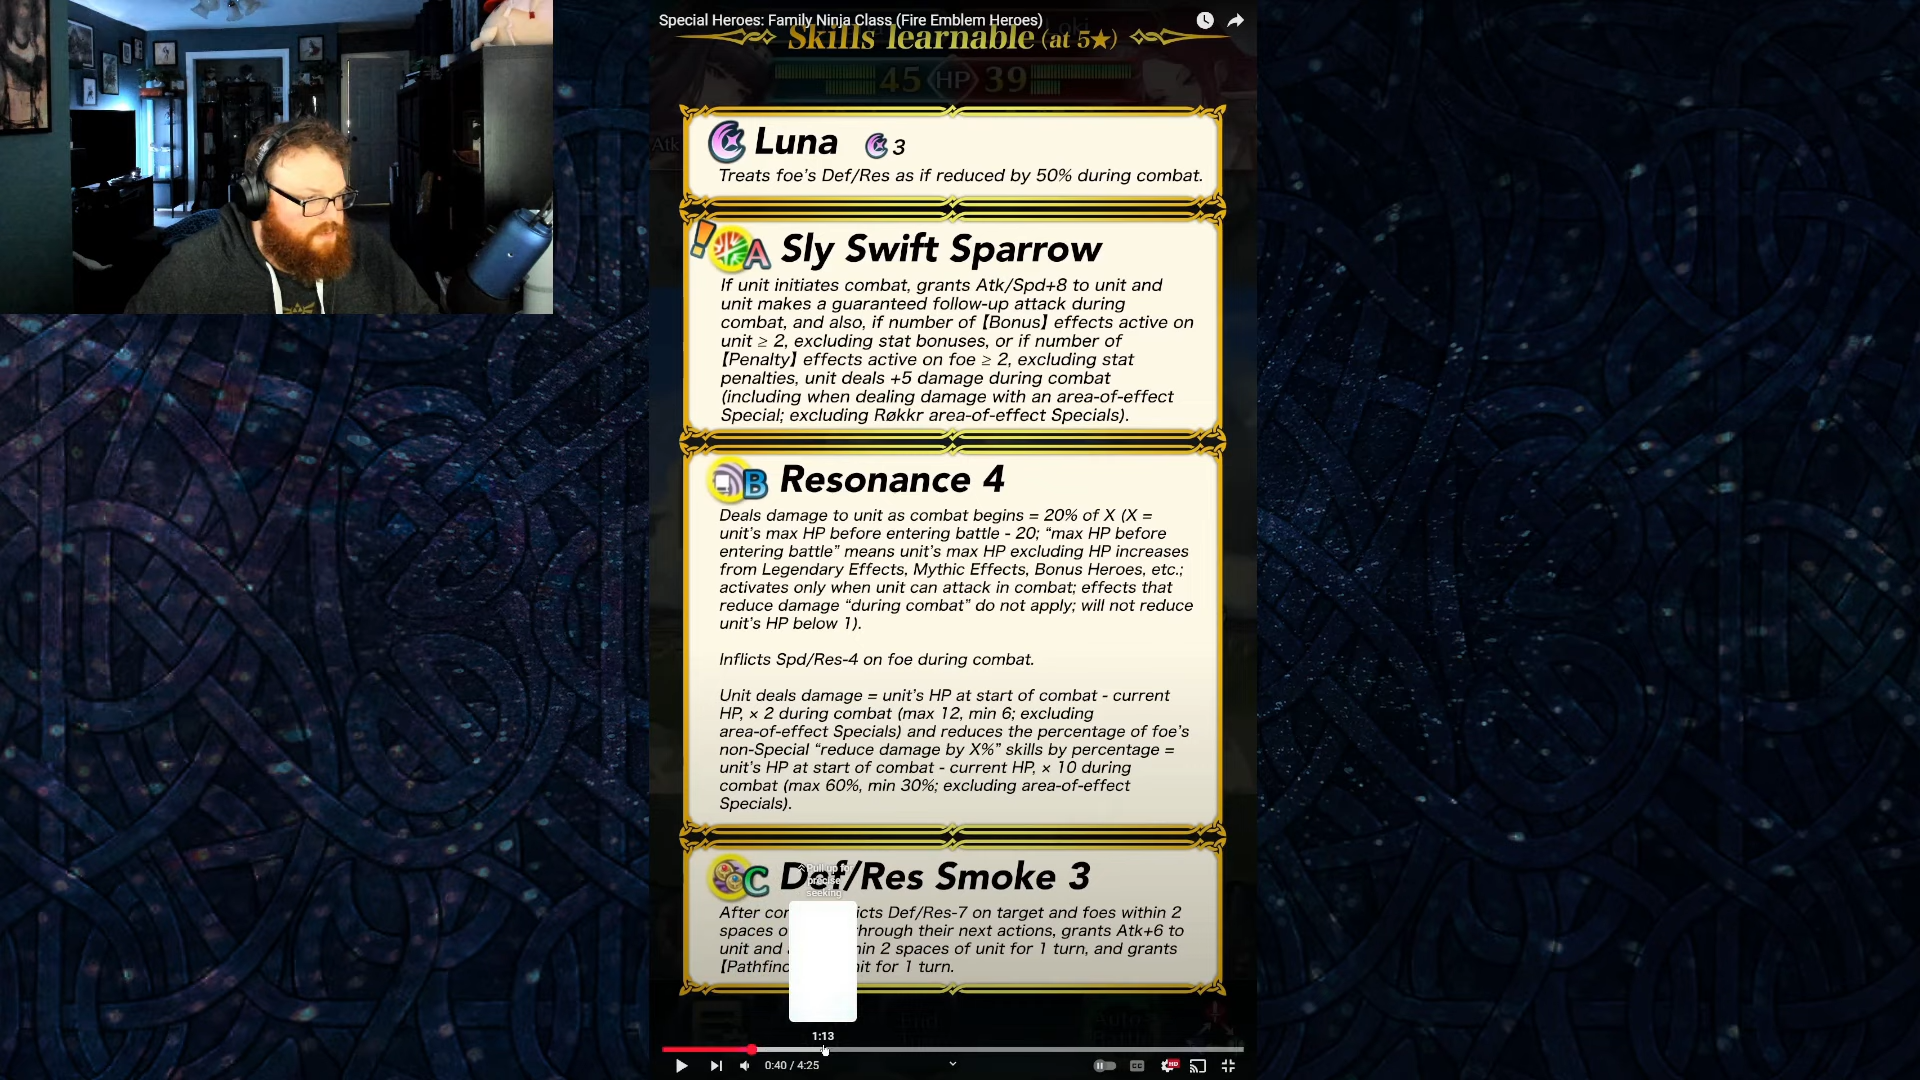 Special Heroes: Family Ninja Class (Fire Emblem Heroes)
Skills learnable (at 5★)
45 HP 39
Luna 3
Treats foe's Def/Res as if reduced by 50% during combat.
A Sly Swift Sparrow
If unit initiates combat, grants Atk/Spd+8 to unit and
unit makes a guaranteed follow-up attack during
combat, and also, if number of 【Bonus】 effects active on
unit ≥ 2, excluding stat bonuses, or if number of
【Penalty】 effects active on foe ≥ 2, excluding stat
penalties, unit deals +5 damage during combat
(including when dealing damage with an area-of-effect
Special; excluding Røkkr area-of-effect Specials).
B Resonance 4
Deals damage to unit as combat begins = 20% of X (X =
unit's max HP before entering battle - 20; “max HP before
entering battle” means unit's max HP excluding HP increases
from Legendary Effects, Mythic Effects, Bonus Heroes, etc.;
activates only when unit can attack in combat; effects that
reduce damage “during combat” do not apply; will not reduce
unit's HP below 1).
Inflicts Spd/Res-4 on foe during combat.
Unit deals damage = unit's HP at start of combat - current
HP, × 2 during combat (max 12, min 6; excluding
area-of-effect Specials) and reduces the percentage of foe's
non-Special “reduce damage by X%” skills by percentage =
unit's HP at start of combat - current HP, × 10 during
combat (max 60%, min 30%; excluding area-of-effect
Specials).
C Def/Res Smoke 3
Pull up for
precise
seeking
After icts Def/Res-7 on target and foes within 2
spaces hrough their next actions, grants Atk+6 to
unit and in 2 spaces of unit for 1 turn, and grants
【Pathfin it for 1 turn.
1:13
0:40 / 4:25
CC
HD